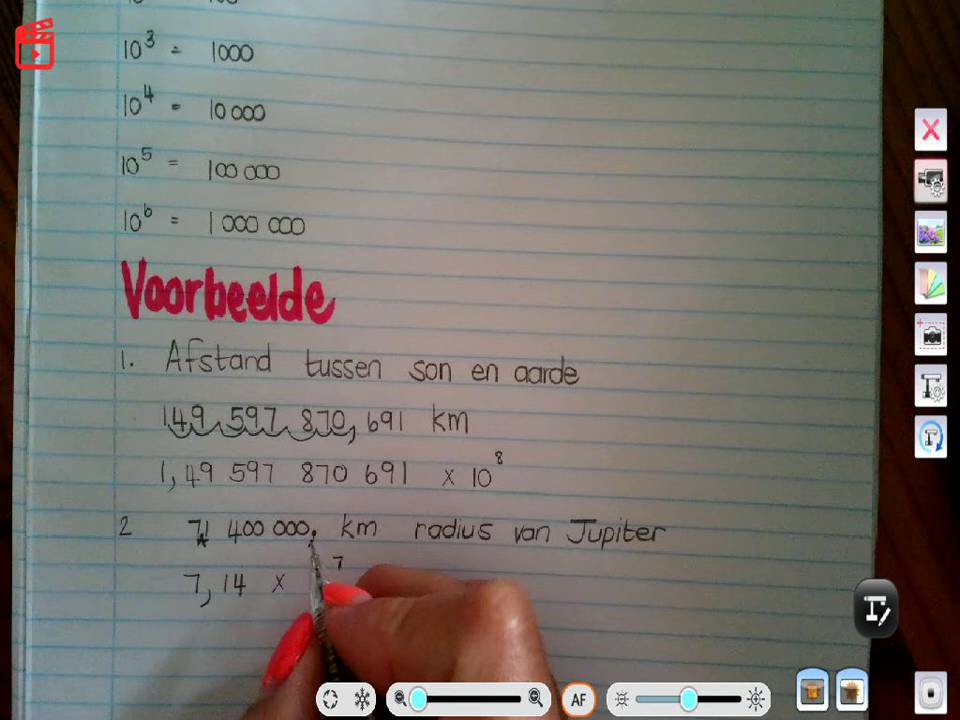 10³ = 1000
10⁴ = 10 000
10⁵ = 100 000
10⁶ = 1 000 000
Voorbeelde
1. Afstand tussen son en aarde
149 597 870, 691 km
1, 49 597 870 691 x 10⁸
2 71 400 000, km radius van Jupiter
7, 14 x ⁷
AF